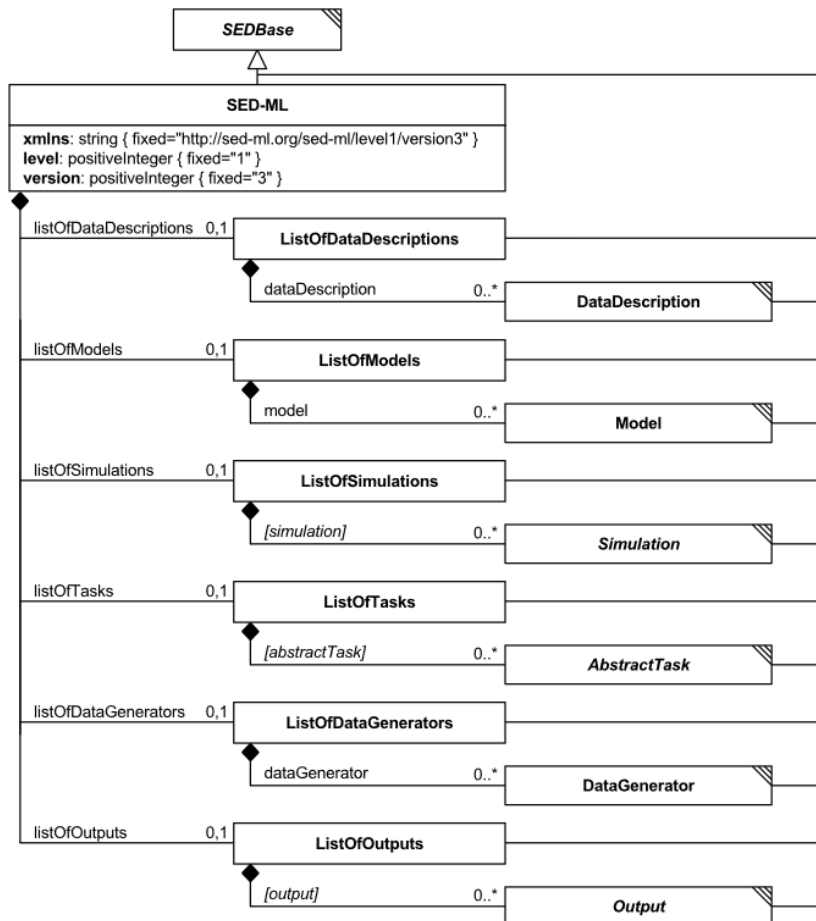 SEDBase
SED-ML
xmlns: string { fixed="http://sed-ml.org/sed-ml/level1/version3" }
level: positiveInteger { fixed="1" }
version: positiveInteger { fixed="3" }
listOfDataDescriptions 0,1 ListOfDataDescriptions
dataDescription 0..* DataDescription
listOfModels 0,1 ListOfModels
model 0..* Model
listOfSimulations 0,1 ListOfSimulations
[simulation] 0..* Simulation
listOfTasks 0,1 ListOfTasks
[abstractTask] 0..* AbstractTask
listOfDataGenerators 0,1 ListOfDataGenerators
dataGenerator 0..* DataGenerator
listOfOutputs 0,1 ListOfOutputs
[output] 0..* Output